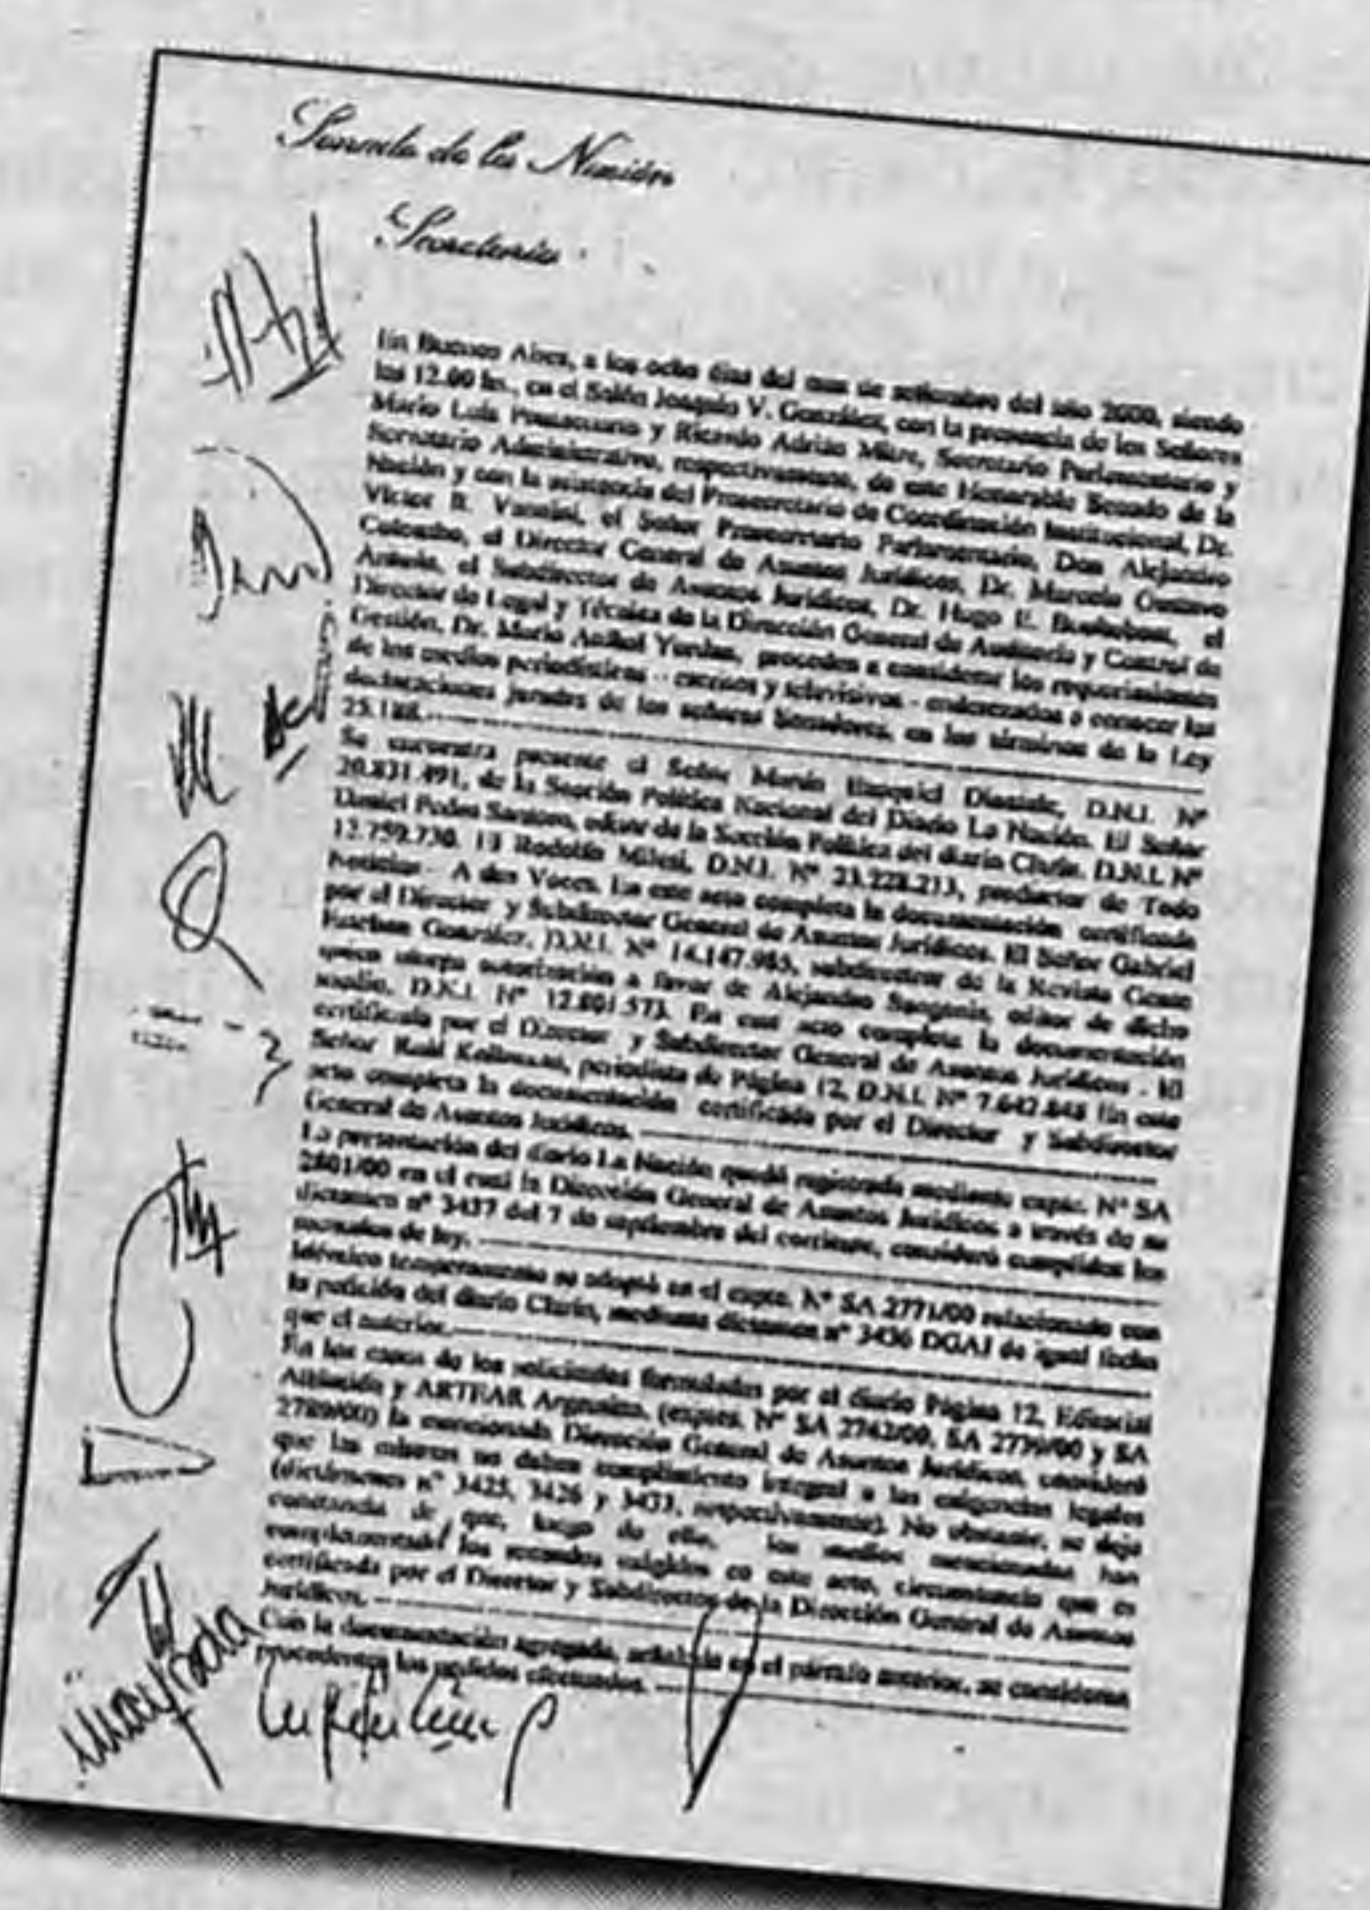 Senado de la Nación
Secretaría
En Buenos Aires, a los ocho días del mes de setiembre del año 2000, siendo
las 12.00 hs., en el Salón Joaquín V. González, con la presencia de los Señores
Mario Luis Pontaquarto y Ricardo Adrián Mitre, Secretario Parlamentario y
Secretario Administrativo, respectivamente, de este Honorable Senado de la
Nación y con la asistencia del Prosecretario de Coordinación Institucional, Dr.
Víctor R. el Señor Prosecretario Parlamentario, Don Alejandro
Colombo, el Director General de Asuntos Jurídicos, Dr. Marcelo Gustavo
el Subdirector de Asuntos Jurídicos, Dr. Hugo E. el
Director de Legal y Técnica de la Dirección General de Auditoría y Control de
Gestión, Dr. Mario Aníbal proceden a considerar los requerimientos
de los medios periodísticos - escritos y televisivos - enderezados a conocer las
declaraciones juradas de los señores Senadores, en los términos de la Ley
25.188.
Se encuentra presente el Señor Martín Ezequiel D.N.I. Nº
20.831.491, de la Sección Política Nacional del Diario La Nación. El Señor
Daniel Pedro Santoro, editor de la Sección Política del diario Clarín, D.N.I. Nº
12.759.730. El Rodolfo Milesi, D.N.I. Nº 23.228.213, productor de Todo
Noticias - A dos Voces. En este acto completa la documentación certificada
por el Director y Subdirector General de Asuntos Jurídicos. El Señor Gabriel
Esteban González, D.N.I. Nº 14.147.985, subdirector de la Revista Gente
quien otorga autorización a favor de Alejandro editor de dicho
medio, D.N.I. Nº 12.801.573. En este acto completa la documentación
certificada por el Director y Subdirector General de Asuntos Jurídicos - El
Señor Raúl Kollmann, periodista de Página 12, D.N.I. Nº 7.642.848 En este
acto completa la documentación certificada por el Director y Subdirector
General de Asuntos Jurídicos.
La presentación del diario La Nación quedó registrada mediante expte. Nº SA
2801/00 en el cual la Dirección General de Asuntos Jurídicos, a través de su
dictamen nº 3437 del 7 de septiembre del corriente, consideró cumplidos los
recaudos de ley.
Idéntico temperamento se adoptó en el expte. Nº SA 2771/00 relacionado con
la petición del diario Clarín, mediante dictamen nº 3436 DGAJ de igual fecha
que el anterior.
En los casos de las solicitudes formuladas por el diario Página 12, Editorial
Atlántida y ARTEAR Argentina, (exptes. Nº SA 2742/00, SA 2739/00 y SA
2789/00) la mencionada Dirección General de Asuntos Jurídicos, consideró
que las mismas no daban cumplimiento integral a las exigencias legales
(dictámenes nº 3425, 3426 y 3433, respectivamente). No obstante, se deja
constancia de que, luego de ello, los medios mencionados han
complementado los recaudos exigidos en este acto, circunstancia que es
certificada por el Director y Subdirector de la Dirección General de Asuntos
Jurídicos.
Con la documentación agregada, señalada en el párrafo anterior, se consideran
procedentes los pedidos efectuados.